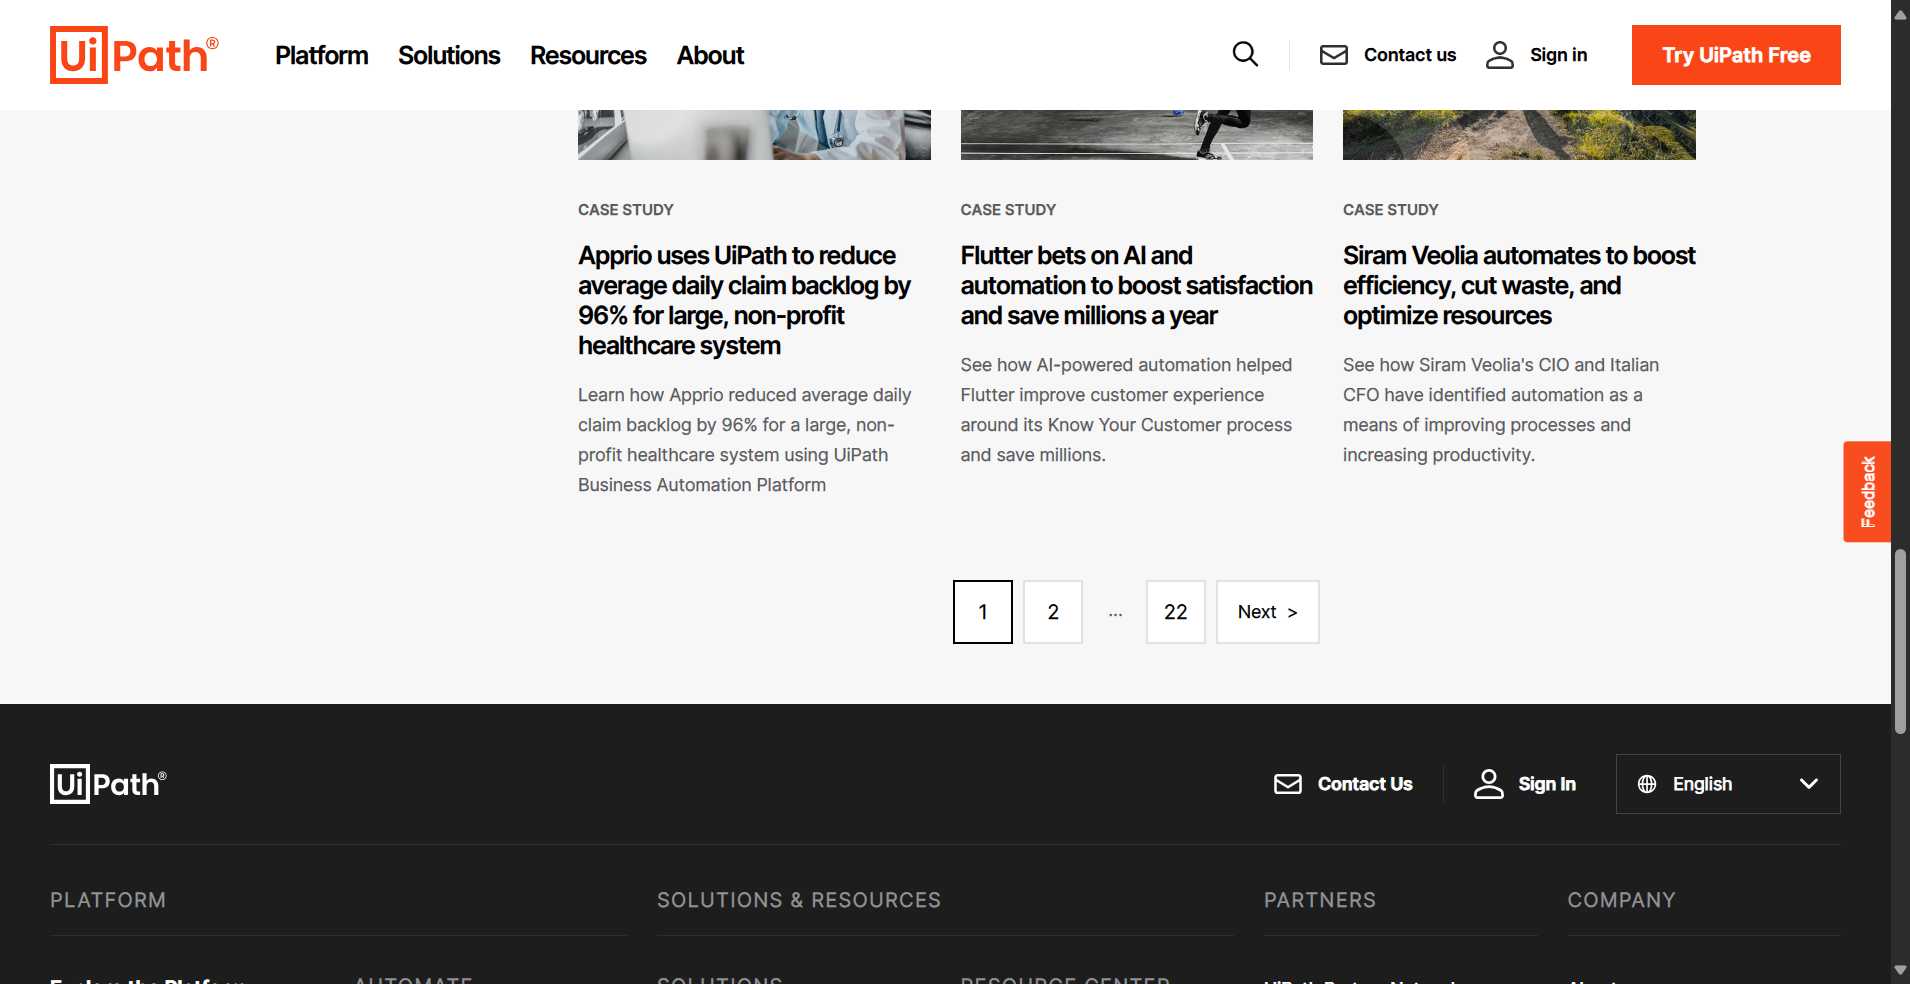 UiPath®
Platform
Solutions
Resources
About
Contact us
Sign in
Try UiPath Free
CASE STUDY
Apprio uses UiPath to reduce
average daily claim backlog by
96% for large, non-profit
healthcare system
Learn how Apprio reduced average daily
claim backlog by 96% for a large, non-
profit healthcare system using UiPath
Business Automation Platform
CASE STUDY
Flutter bets on AI and
automation to boost satisfaction
and save millions a year
See how AI-powered automation helped
Flutter improve customer experience
around its Know Your Customer process
and save millions.
CASE STUDY
Siram Veolia automates to boost
efficiency, cut waste, and
optimize resources
See how Siram Veolia's CIO and Italian
CFO have identified automation as a
means of improving processes and
increasing productivity.
Feedback
1
2
...
22
Next >
UiPath®
Contact Us
Sign In
English
PLATFORM
SOLUTIONS & RESOURCES
PARTNERS
COMPANY
Explore the Platform
AUTOMATE
SOLUTIONS
RESOURCE CENTER
UiPath Partner Network
About